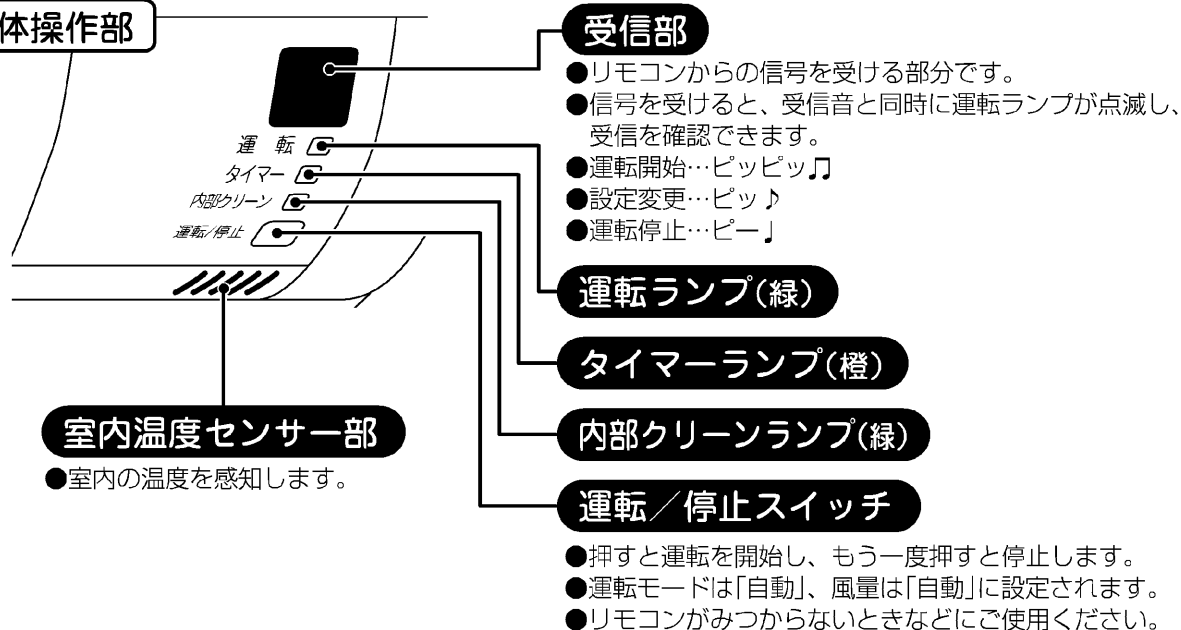 体操作部
受信部
●リモコンからの信号を受ける部分です。
●信号を受けると、受信音と同時に運転ランプが点滅し、
受信を確認できます。
●運転開始…ピッピッ♫
●設定変更…ピッ♪
●運転停止…ピー♩
運 転
タイマー
内部クリーン
運転/停止
運転ランプ(緑)
タイマーランプ(橙)
内部クリーンランプ(緑)
運転／停止スイッチ
●押すと運転を開始し、もう一度押すと停止します。
●運転モードは「自動」、風量は「自動」に設定されます。
●リモコンがみつからないときなどにご使用ください。
室内温度センサー部
●室内の温度を感知します。